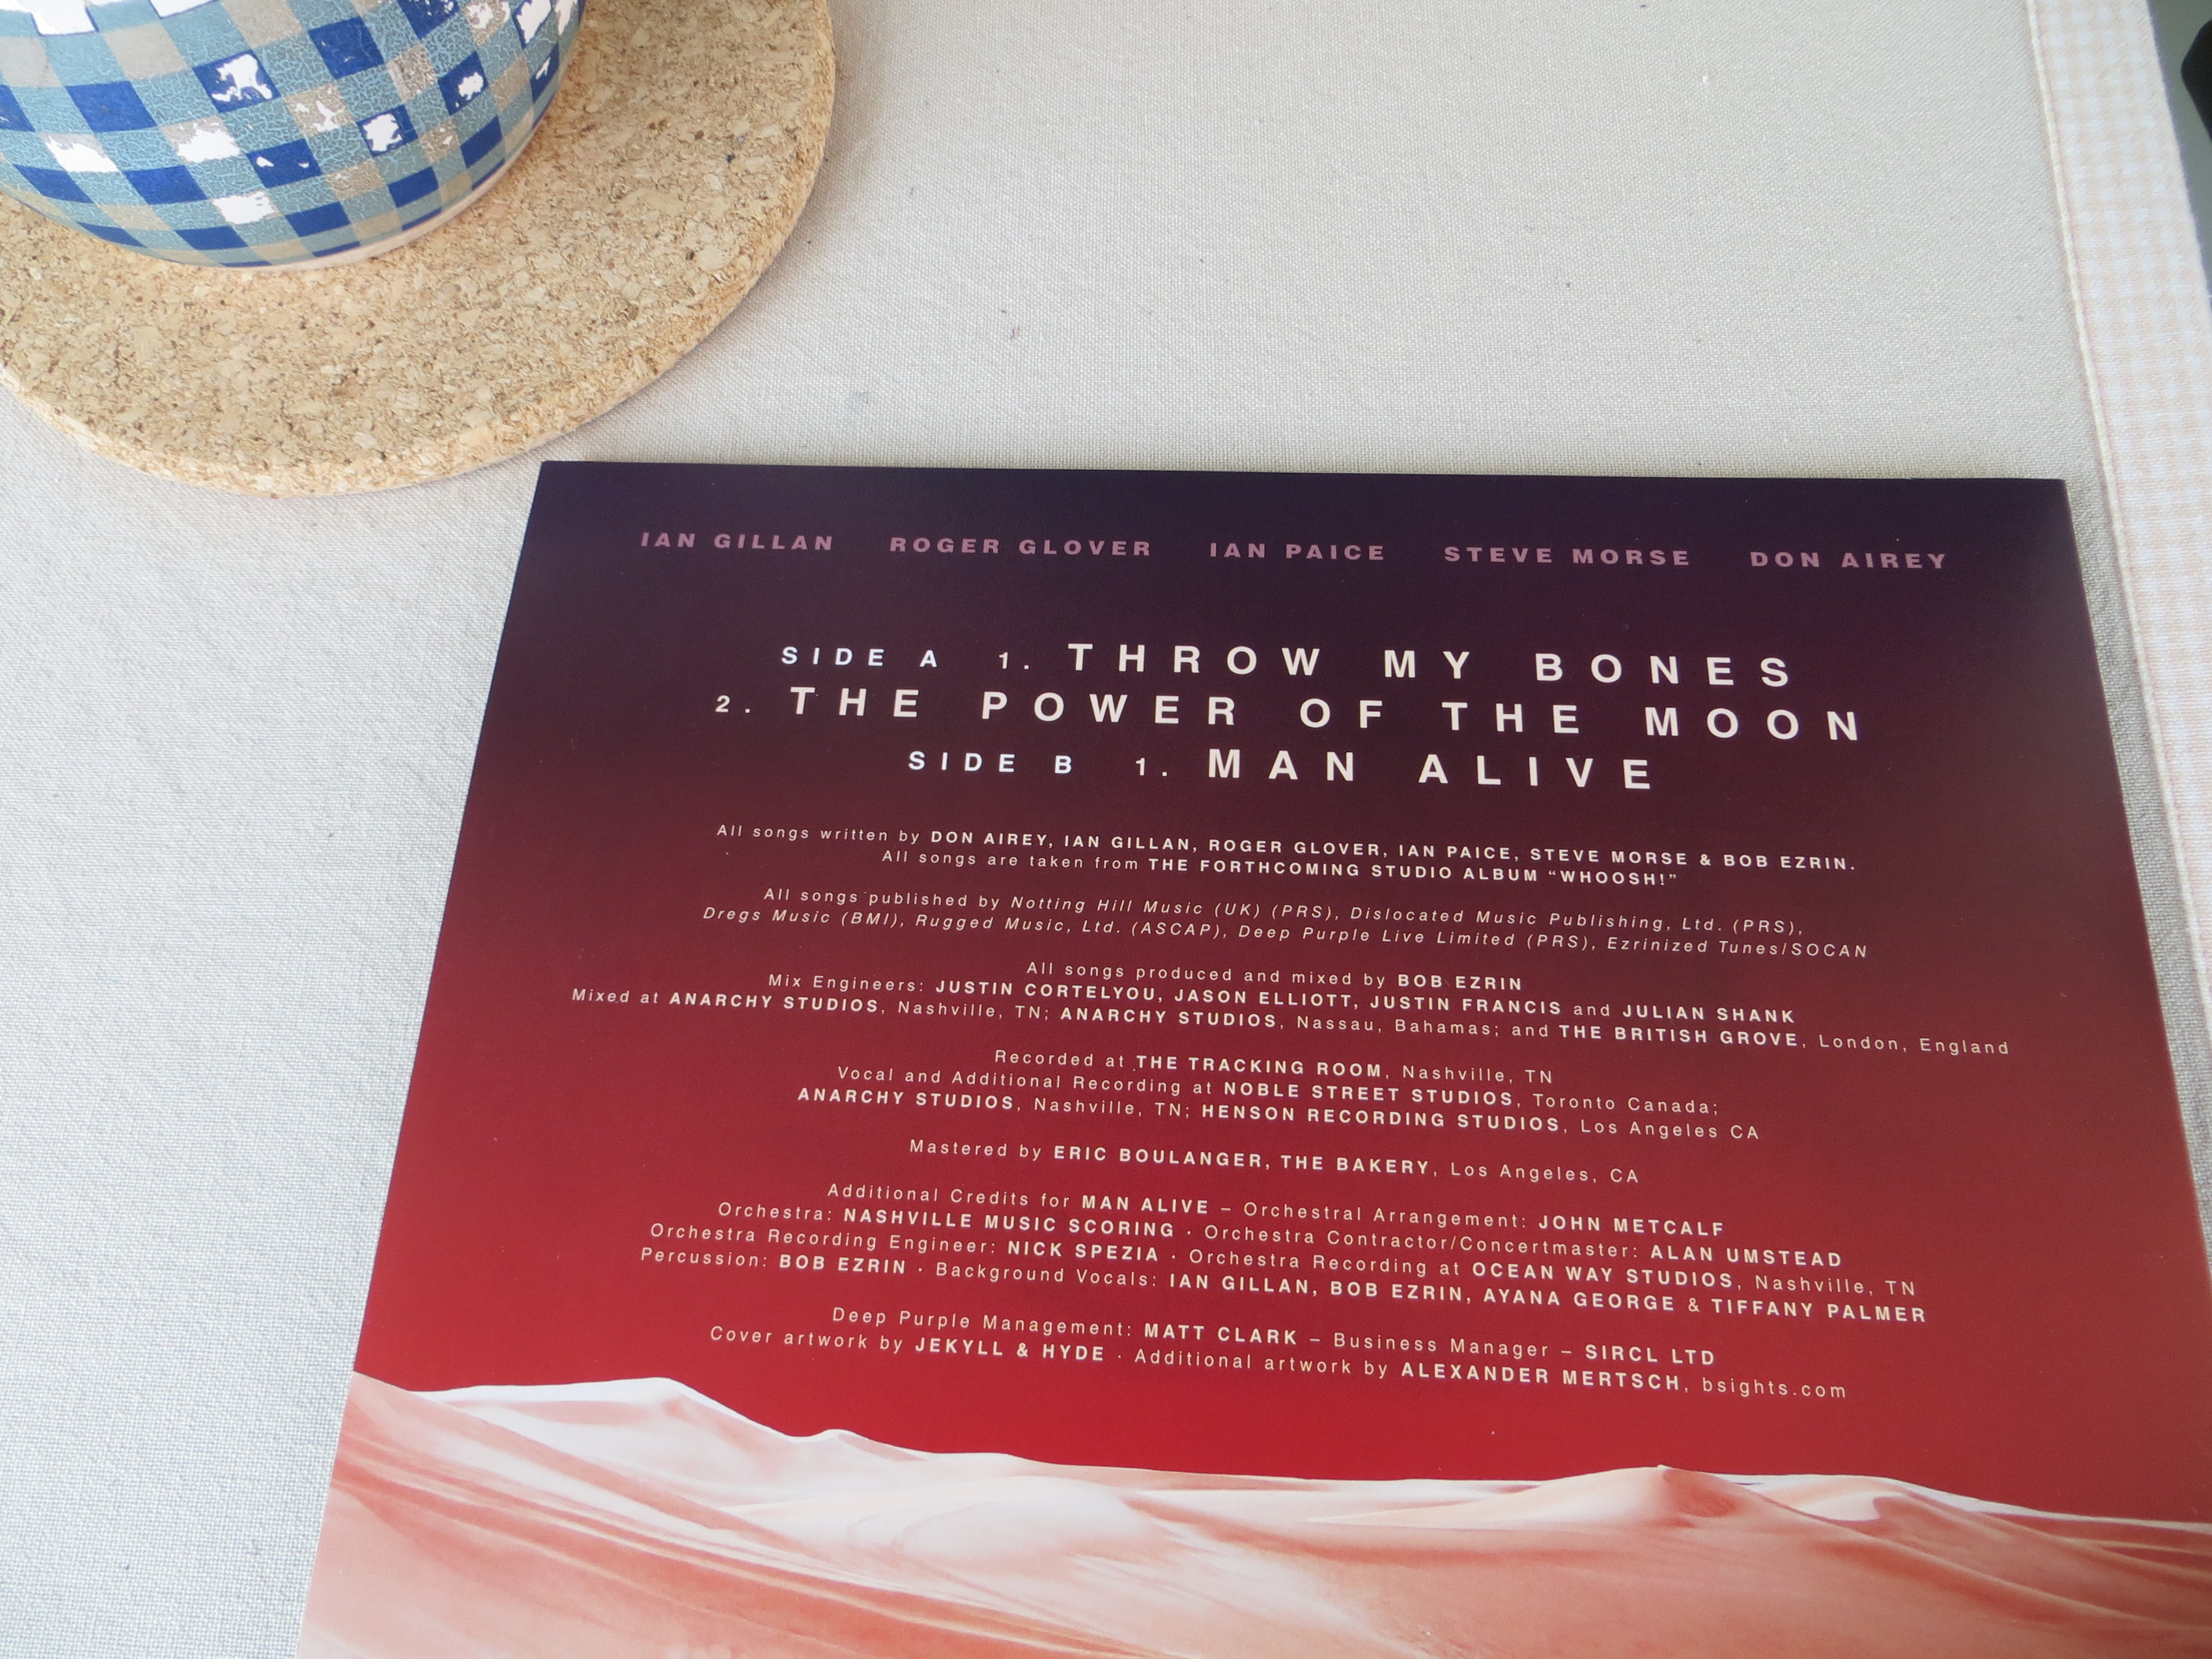 IAN GILLAN ROGER GLOVER IAN PAICE STEVE MORSE DON AIREY
SIDE A 1. THROW MY BONES
2. THE POWER OF THE MOON
SIDE B 1. MAN ALIVE
All songs written by DON AIREY, IAN GILLAN, ROGER GLOVER, IAN PAICE, STEVE MORSE & BOB EZRIN.
All songs are taken from THE FORTHCOMING STUDIO ALBUM “WHOOSH!”
All songs published by Notting Hill Music (UK) (PRS), Dislocated Music Publishing, Ltd. (PRS),
Dregs Music (BMI), Rugged Music, Ltd. (ASCAP), Deep Purple Live Limited (PRS), Ezrinized Tunes/SOCAN
All songs produced and mixed by BOB EZRIN
Mix Engineers: JUSTIN CORTELYOU, JASON ELLIOTT, JUSTIN FRANCIS and JULIAN SHANK
Mixed at ANARCHY STUDIOS, Nashville, TN; ANARCHY STUDIOS, Nassau, Bahamas; and THE BRITISH GROVE, London, England
Recorded at THE TRACKING ROOM, Nashville, TN
Vocal and Additional Recording at NOBLE STREET STUDIOS, Toronto Canada;
ANARCHY STUDIOS, Nashville, TN; HENSON RECORDING STUDIOS, Los Angeles CA
Mastered by ERIC BOULANGER, THE BAKERY, Los Angeles, CA
Additional Credits for MAN ALIVE – Orchestral Arrangement: JOHN METCALF
Orchestra: NASHVILLE MUSIC SCORING · Orchestra Contractor/Concertmaster: ALAN UMSTEAD
Orchestra Recording Engineer: NICK SPEZIA · Orchestra Recording at OCEAN WAY STUDIOS, Nashville, TN
Percussion: BOB EZRIN · Background Vocals: IAN GILLAN, BOB EZRIN, AYANA GEORGE & TIFFANY PALMER
Deep Purple Management: MATT CLARK – Business Manager – SIRCL LTD
Cover artwork by JEKYLL & HYDE · Additional artwork by ALEXANDER MERTSCH, bsights.com